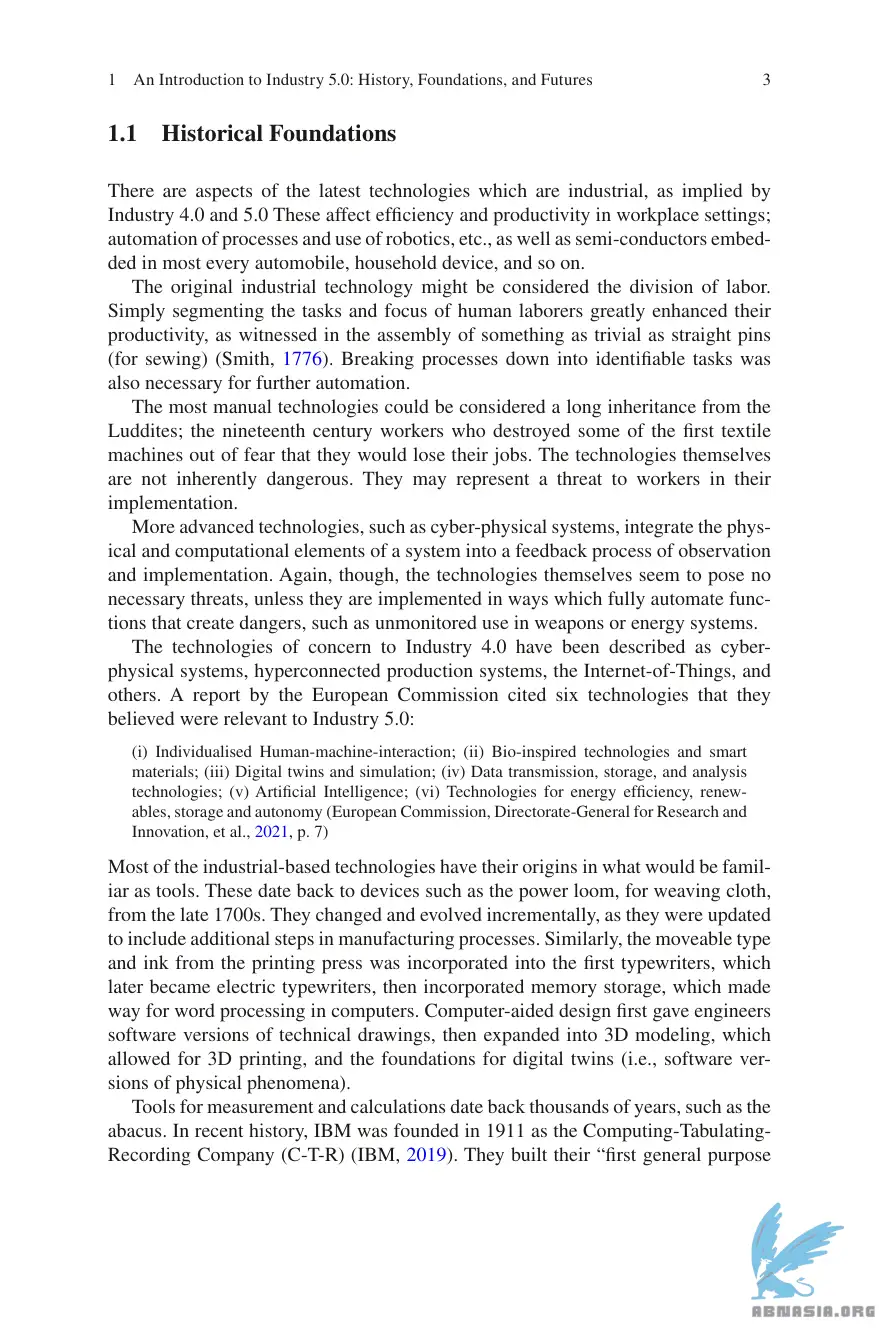 1 An Introduction to Industry 5.0: History, Foundations, and Futures 3
1.1 Historical Foundations
There are aspects of the latest technologies which are industrial, as implied by
Industry 4.0 and 5.0 These affect efficiency and productivity in workplace settings;
automation of processes and use of robotics, etc., as well as semi-conductors embed-
ded in most every automobile, household device, and so on.
The original industrial technology might be considered the division of labor.
Simply segmenting the tasks and focus of human laborers greatly enhanced their
productivity, as witnessed in the assembly of something as trivial as straight pins
(for sewing) (Smith, 1776). Breaking processes down into identifiable tasks was
also necessary for further automation.
The most manual technologies could be considered a long inheritance from the
Luddites; the nineteenth century workers who destroyed some of the first textile
machines out of fear that they would lose their jobs. The technologies themselves
are not inherently dangerous. They may represent a threat to workers in their
implementation.
More advanced technologies, such as cyber-physical systems, integrate the phys-
ical and computational elements of a system into a feedback process of observation
and implementation. Again, though, the technologies themselves seem to pose no
necessary threats, unless they are implemented in ways which fully automate func-
tions that create dangers, such as unmonitored use in weapons or energy systems.
The technologies of concern to Industry 4.0 have been described as cyber-
physical systems, hyperconnected production systems, the Internet-of-Things, and
others. A report by the European Commission cited six technologies that they
believed were relevant to Industry 5.0:
(i) Individualised Human-machine-interaction; (ii) Bio-inspired technologies and smart
materials; (iii) Digital twins and simulation; (iv) Data transmission, storage, and analysis
technologies; (v) Artificial Intelligence; (vi) Technologies for energy efficiency, renew-
ables, storage and autonomy (European Commission, Directorate-General for Research and
Innovation, et al., 2021, p. 7)
Most of the industrial-based technologies have their origins in what would be famil-
iar as tools. These date back to devices such as the power loom, for weaving cloth,
from the late 1700s. They changed and evolved incrementally, as they were updated
to include additional steps in manufacturing processes. Similarly, the moveable type
and ink from the printing press was incorporated into the first typewriters, which
later became electric typewriters, then incorporated memory storage, which made
way for word processing in computers. Computer-aided design first gave engineers
software versions of technical drawings, then expanded into 3D modeling, which
allowed for 3D printing, and the foundations for digital twins (i.e., software ver-
sions of physical phenomena).
Tools for measurement and calculations date back thousands of years, such as the
abacus. In recent history, IBM was founded in 1911 as the Computing-Tabulating-
Recording Company (C-T-R) (IBM, 2019). They built their “first general purpose
ABNASIA.ORG